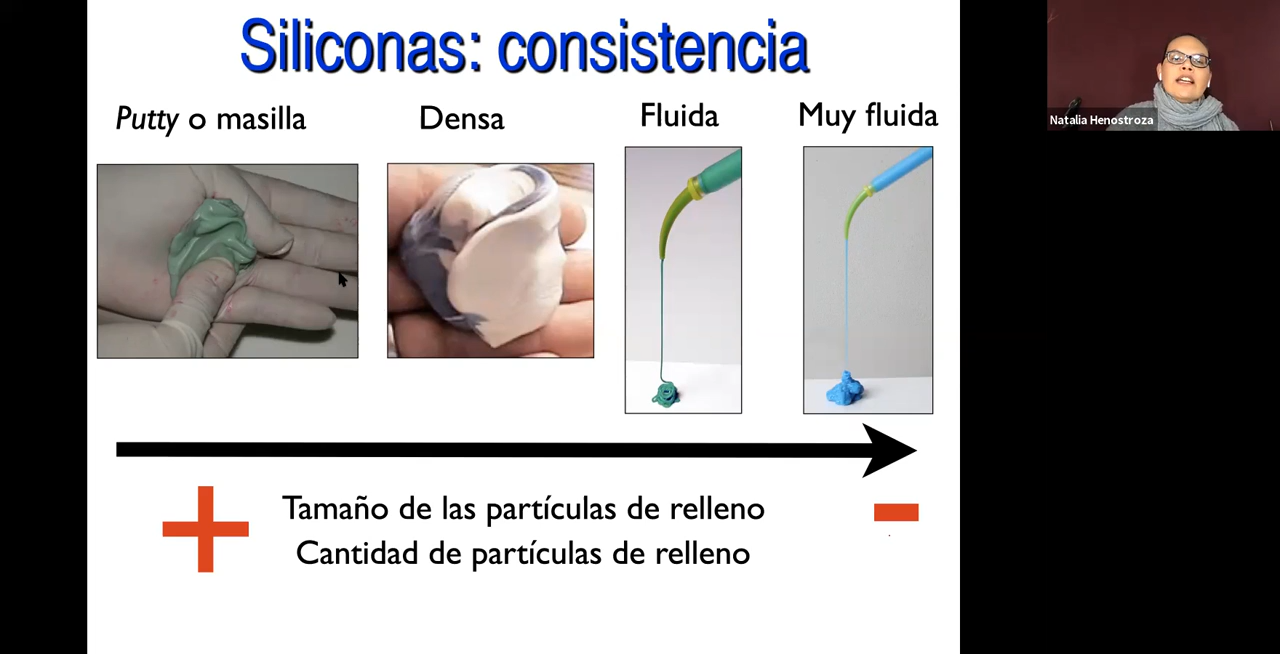 Siliconas: consistencia
Putty o masilla
Densa
Fluida
Muy fluida
Tamaño de las partículas de relleno
Cantidad de partículas de relleno
Natalia Henostroza